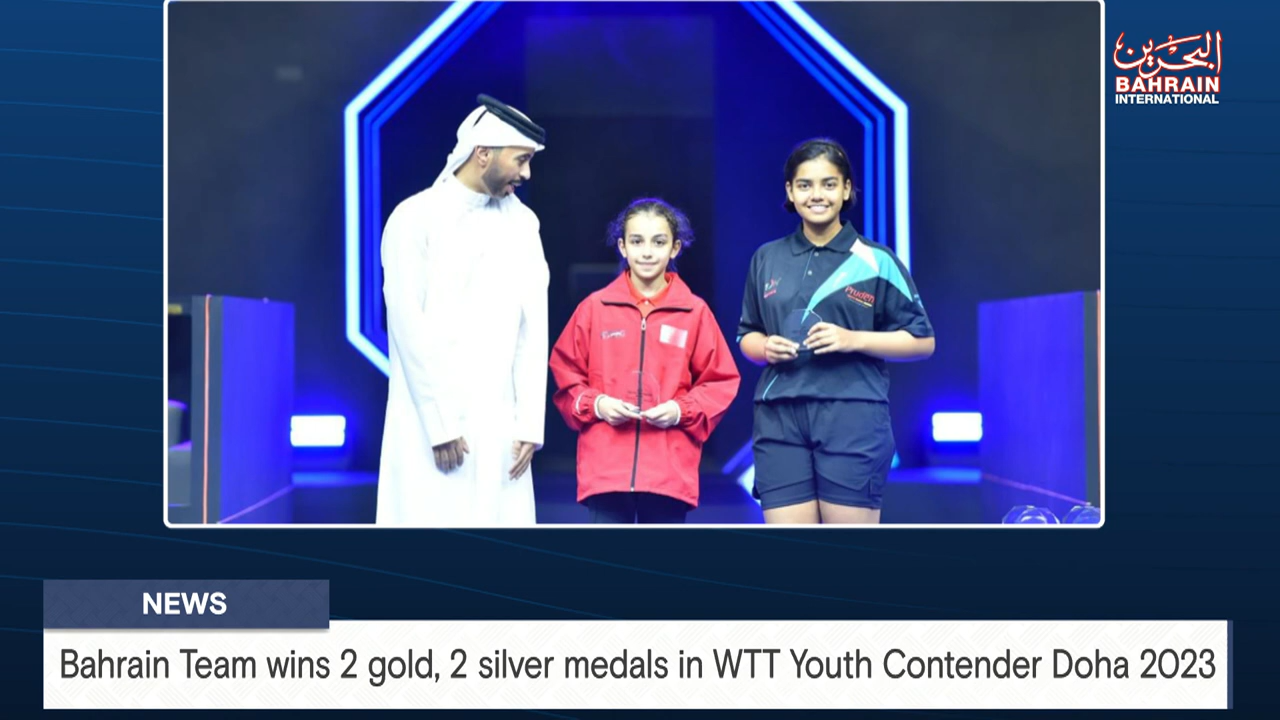 البحرين
BAHRAIN
INTERNATIONAL
NEWS
Bahrain Team wins 2 gold, 2 silver medals in WTT Youth Contender Doha 2023